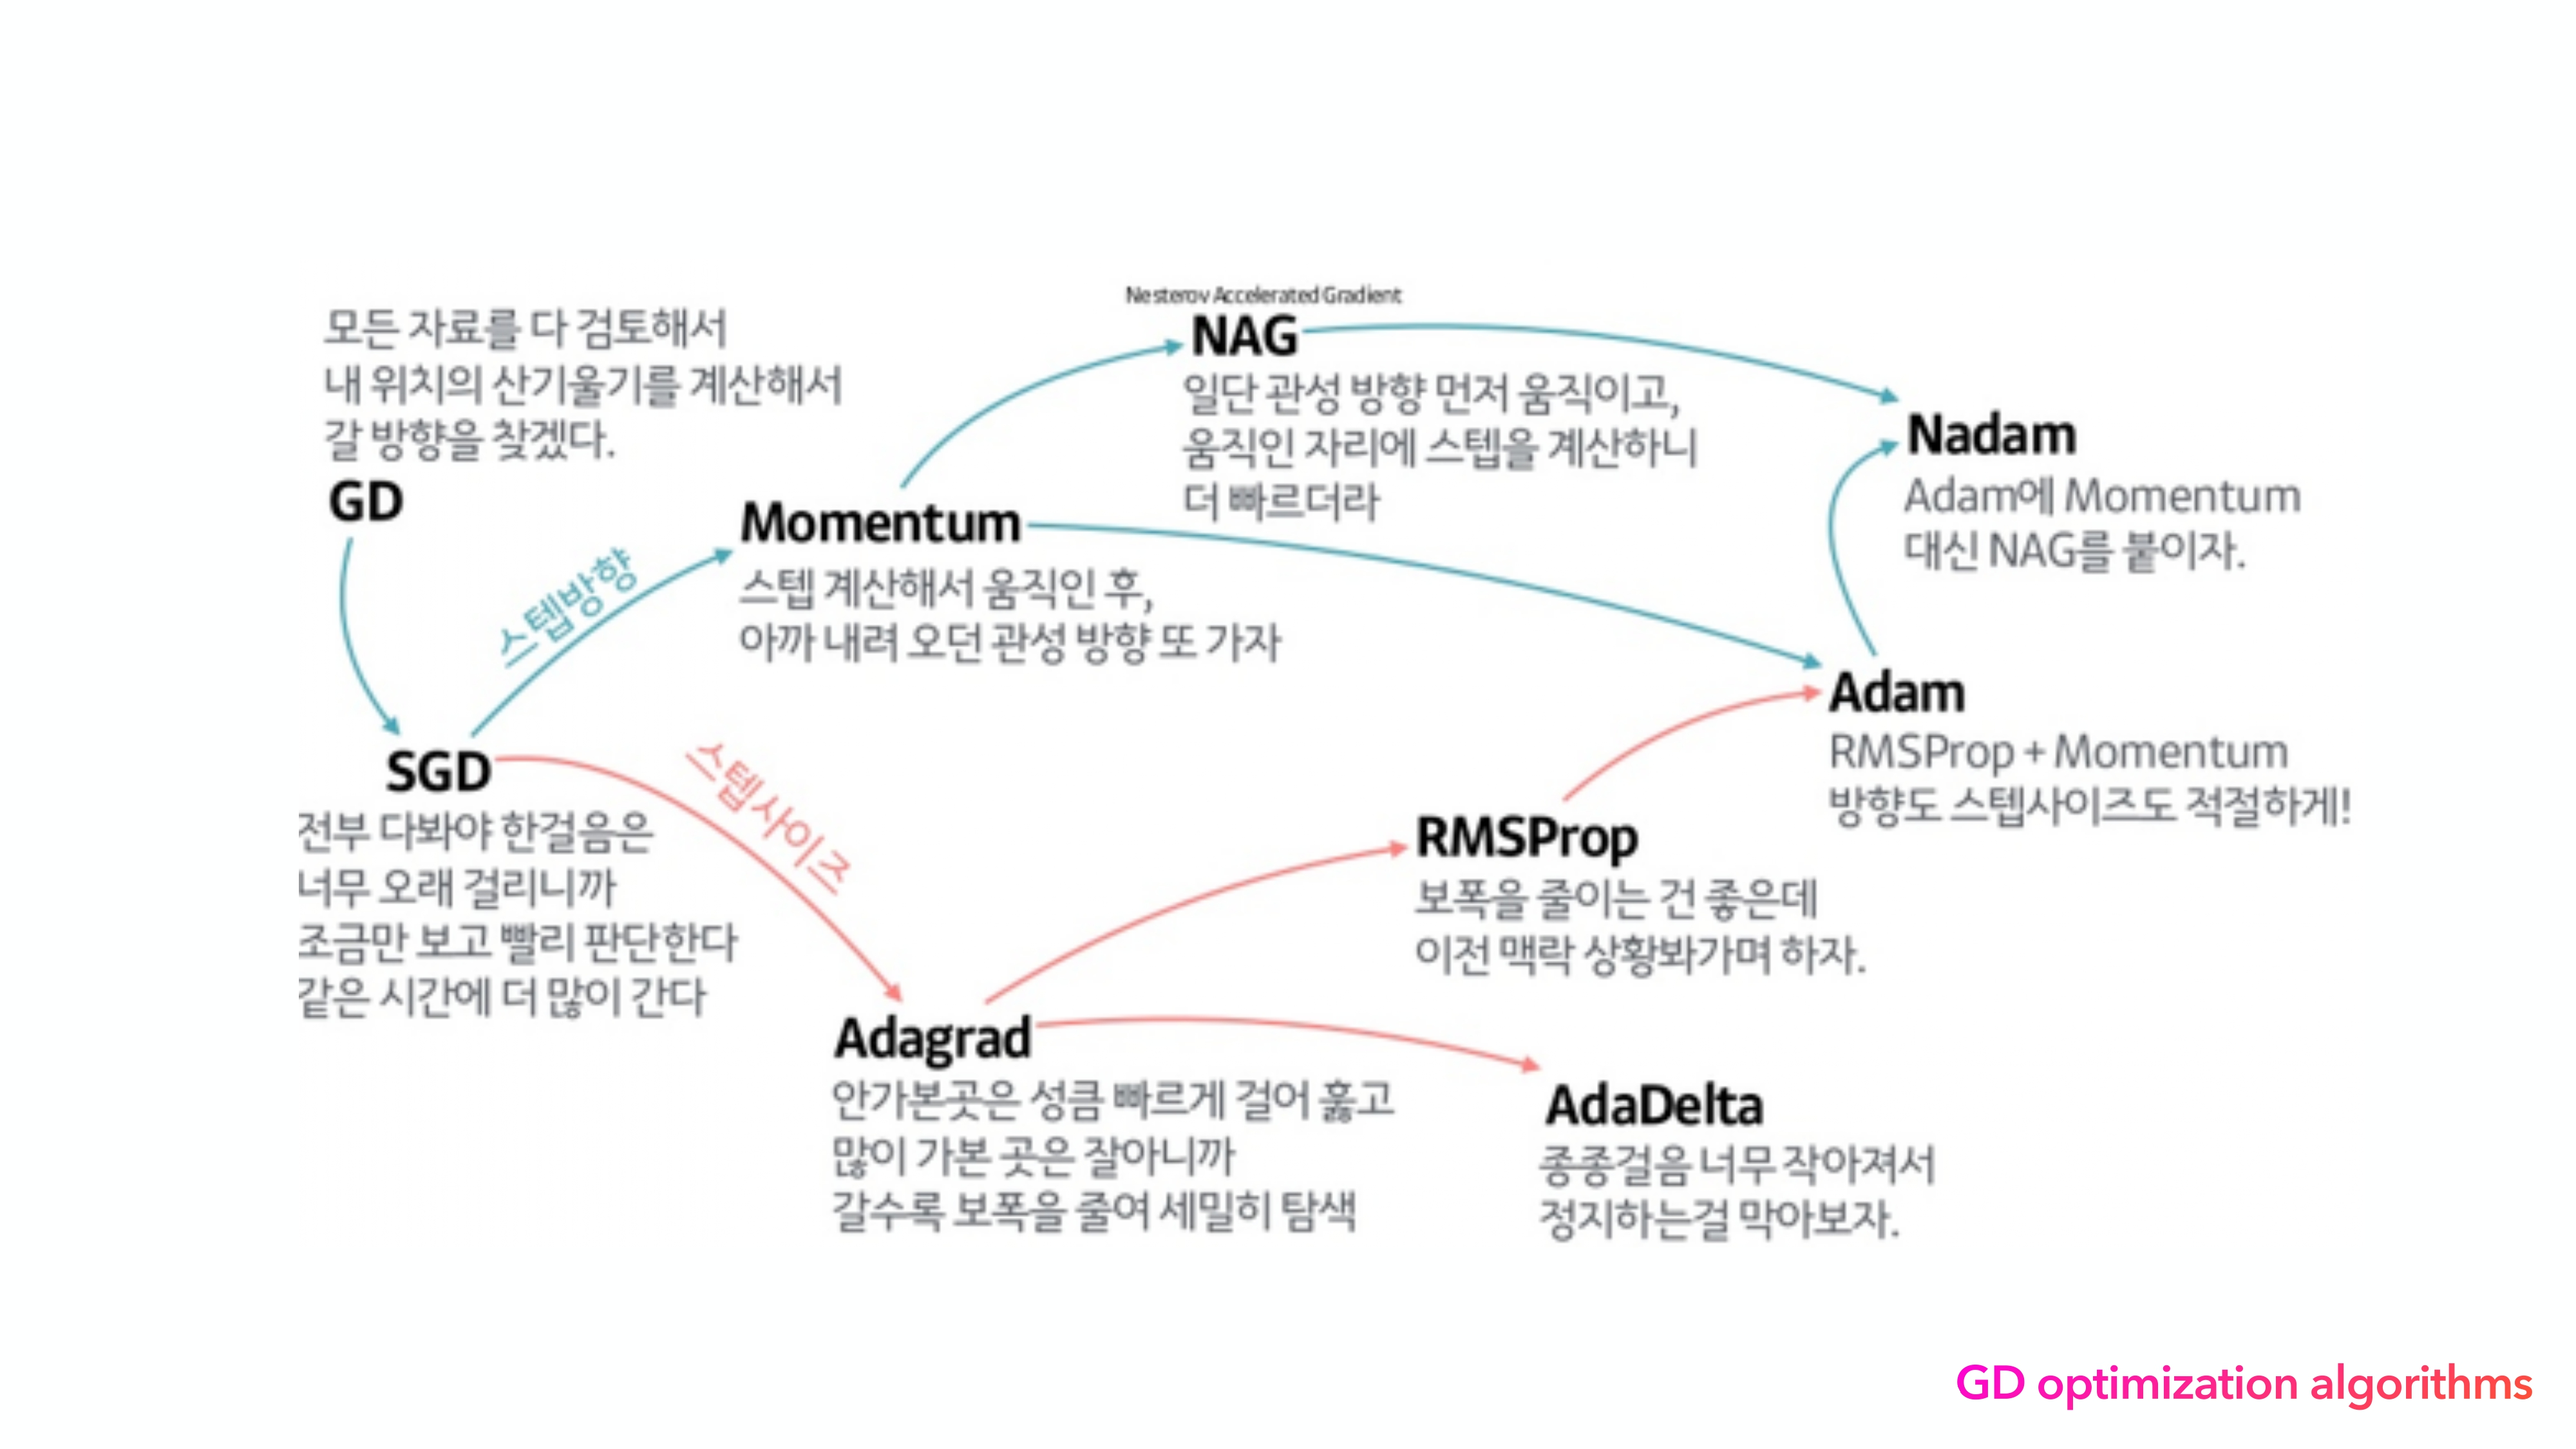 모든 자료를 다 검토해서
내 위치의 산기울기를 계산해서
갈 방향을 찾겠다.
GD
스텝방향
SGD
전부 다봐야 한걸음은
너무 오래 걸리니까
조금만 보고 빨리 판단한다
같은 시간에 더 많이 간다
Momentum
스텝 계산해서 움직인 후,
아까 내려 오던 관성 방향 또 가자
Nesterov Accelerated Gradient
NAG
일단 관성 방향 먼저 움직이고,
움직인 자리에 스텝을 계산하니
더 빠르더라
Nadam
Adam에 Momentum
대신 NAG를 붙이자.
Adam
RMSProp + Momentum
방향도 스텝사이즈도 적절하게!
스텝사이즈
RMSProp
보폭을 줄이는 건 좋은데
이전 맥락 상황봐가며 하자.
Adagrad
안가본곳은 성큼 빠르게 걸어 훑고
많이 가본 곳은 잘아니까
갈수록 보폭을 줄여 세밀히 탐색
AdaDelta
종종걸음 너무 작아져서
정지하는걸 막아보자.
GD optimization algorithms